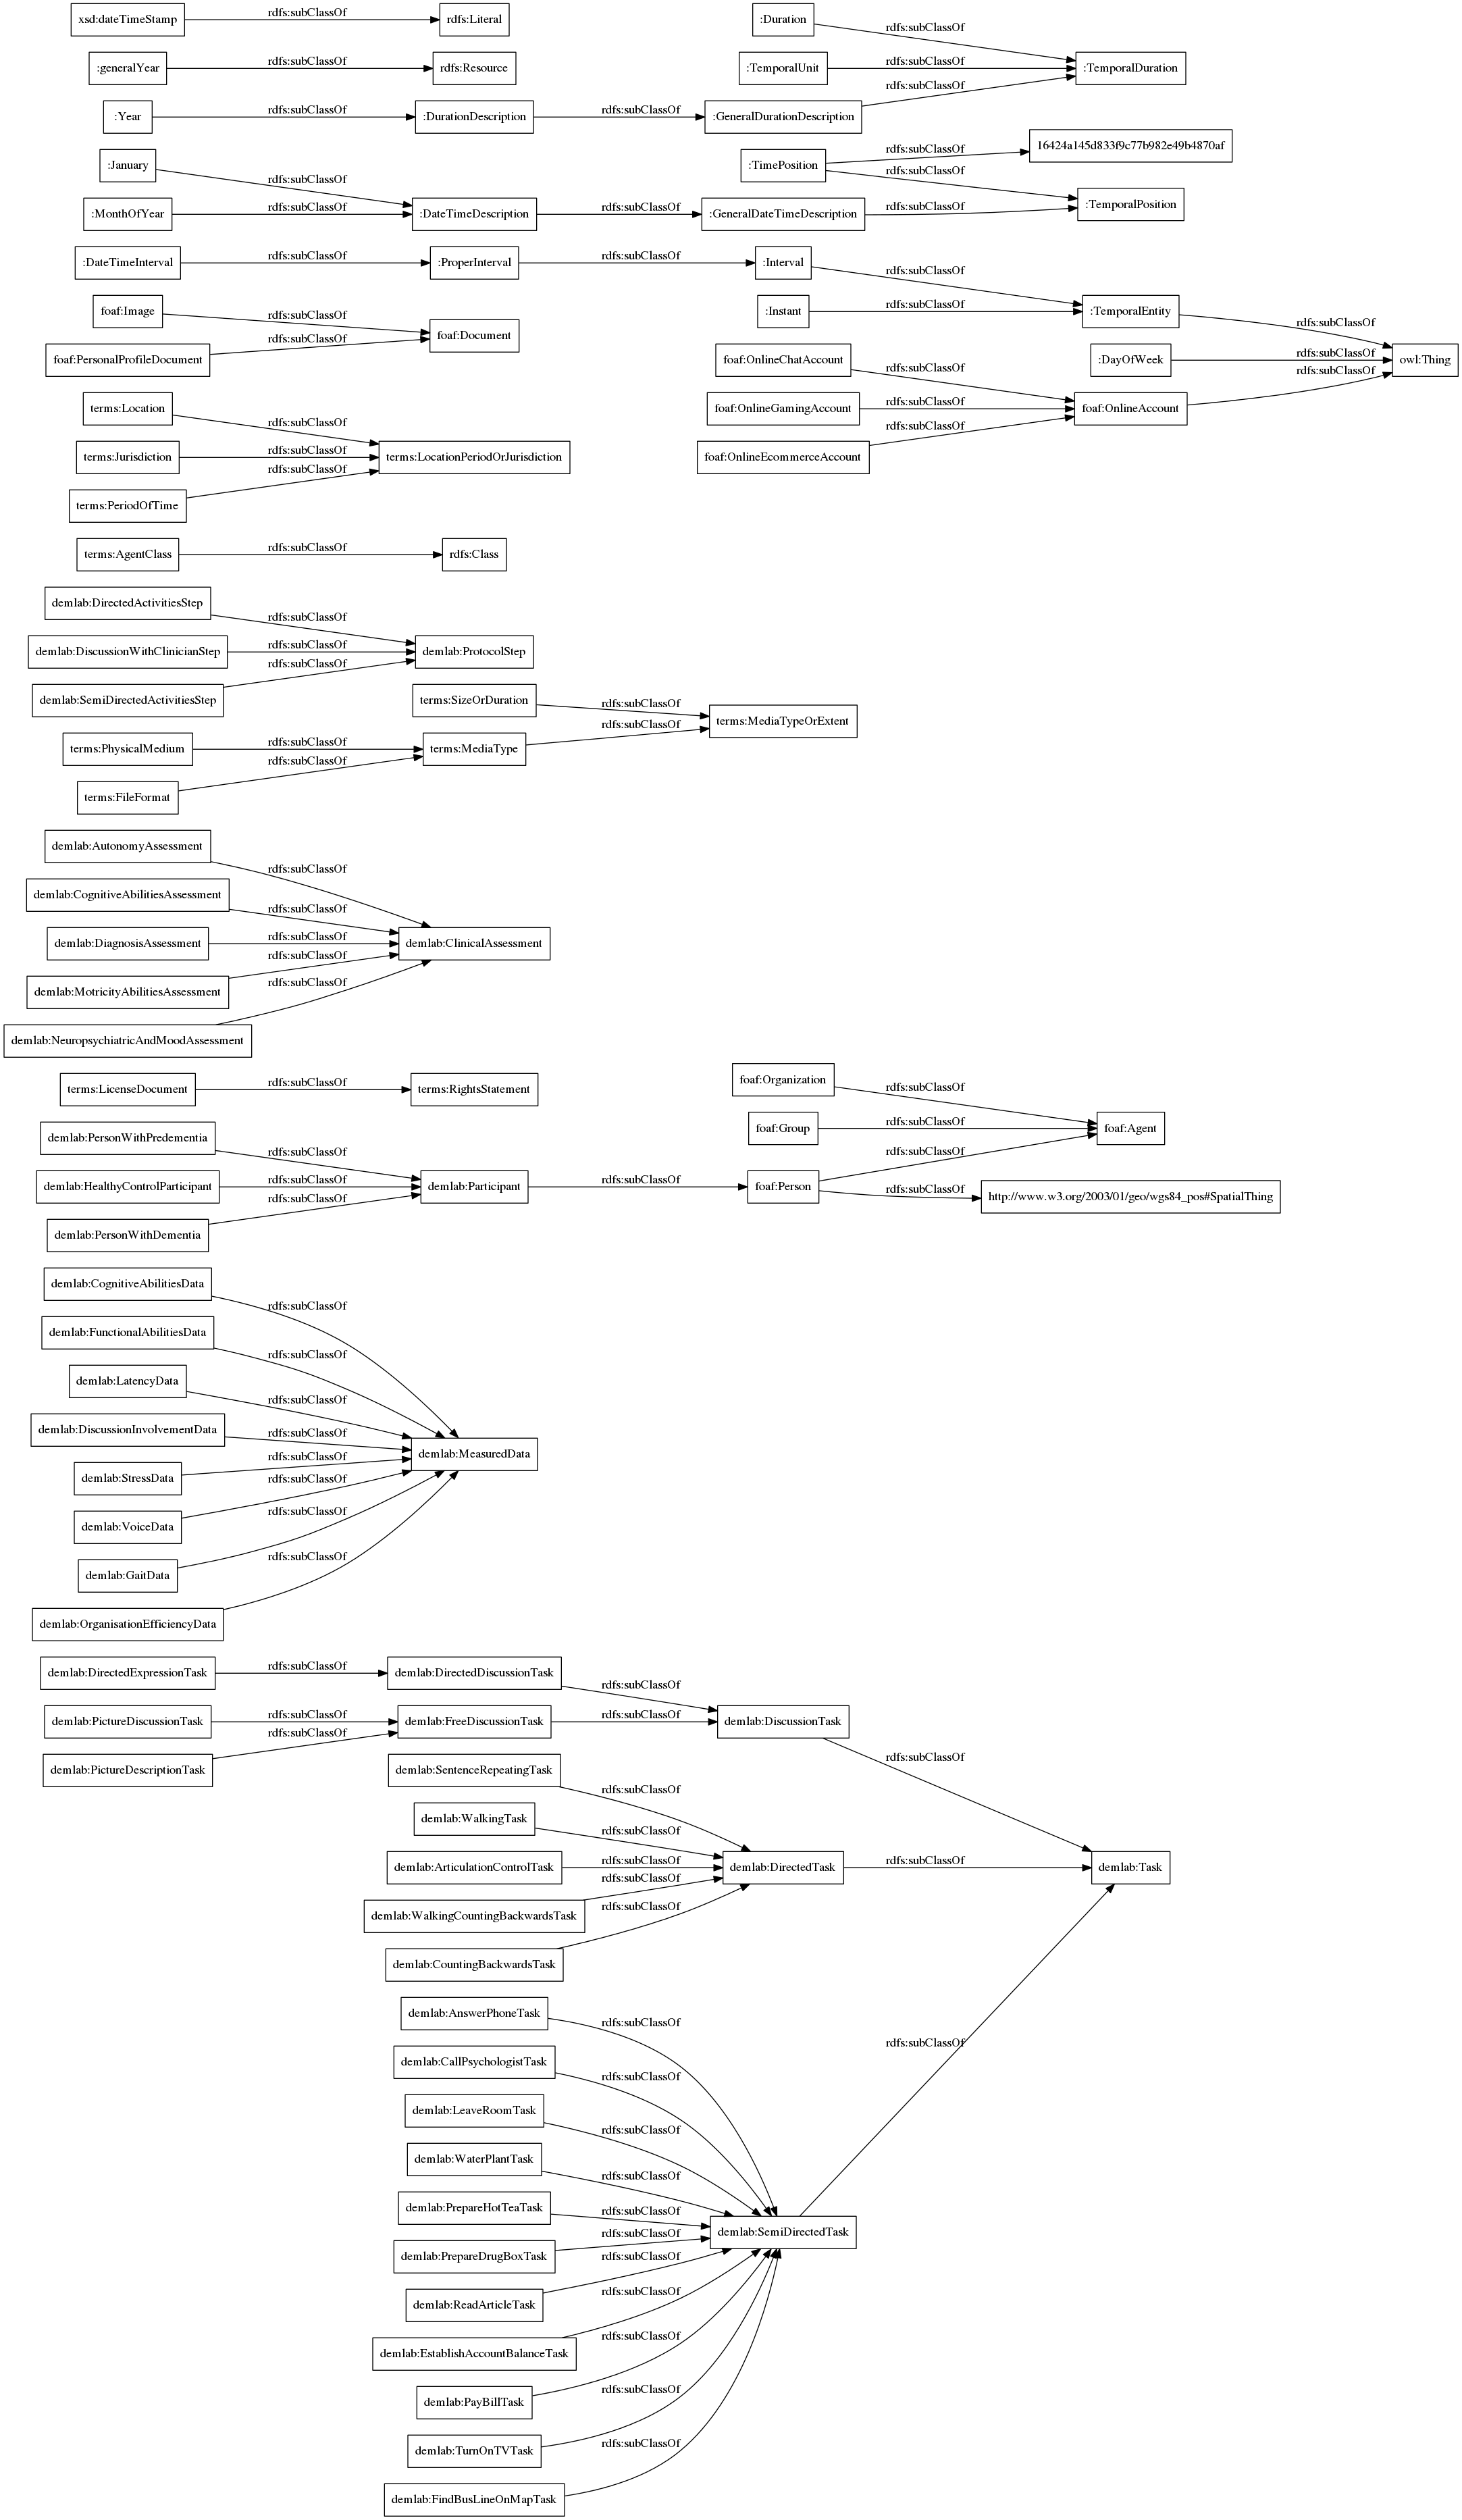 xsd:dateTimeStamp
rdfs:subClassOf
rdfs:Literal
:Duration
rdfs:subClassOf
:generalYear
rdfs:subClassOf
rdfs:Resource
:TemporalUnit
rdfs:subClassOf
:TemporalDuration
:Year
rdfs:subClassOf
:DurationDescription
rdfs:subClassOf
:GeneralDurationDescription
rdfs:subClassOf
:January
rdfs:subClassOf
:TimePosition
rdfs:subClassOf
16424a145d833f9c77b982e49b4870af
rdfs:subClassOf
:MonthOfYear
rdfs:subClassOf
:DateTimeDescription
rdfs:subClassOf
:GeneralDateTimeDescription
rdfs:subClassOf
:TemporalPosition
:DateTimeInterval
rdfs:subClassOf
:ProperInterval
rdfs:subClassOf
:Interval
rdfs:subClassOf
foaf:Image
rdfs:subClassOf
foaf:Document
:Instant
rdfs:subClassOf
:TemporalEntity
rdfs:subClassOf
foaf:PersonalProfileDocument
rdfs:subClassOf
foaf:OnlineChatAccount
rdfs:subClassOf
:DayOfWeek
rdfs:subClassOf
owl:Thing
terms:Location
rdfs:subClassOf
foaf:OnlineGamingAccount
rdfs:subClassOf
foaf:OnlineAccount
rdfs:subClassOf
terms:Jurisdiction
rdfs:subClassOf
terms:LocationPeriodOrJurisdiction
foaf:OnlineEcommerceAccount
rdfs:subClassOf
terms:PeriodOfTime
rdfs:subClassOf
terms:AgentClass
rdfs:subClassOf
rdfs:Class
demlab:DirectedActivitiesStep
rdfs:subClassOf
demlab:DiscussionWithClinicianStep
rdfs:subClassOf
demlab:ProtocolStep
demlab:SemiDirectedActivitiesStep
rdfs:subClassOf
terms:SizeOrDuration
rdfs:subClassOf
terms:MediaTypeOrExtent
terms:PhysicalMedium
rdfs:subClassOf
terms:MediaType
rdfs:subClassOf
terms:FileFormat
rdfs:subClassOf
demlab:AutonomyAssessment
rdfs:subClassOf
demlab:CognitiveAbilitiesAssessment
rdfs:subClassOf
demlab:DiagnosisAssessment
rdfs:subClassOf
demlab:ClinicalAssessment
demlab:MotricityAbilitiesAssessment
rdfs:subClassOf
demlab:NeuropsychiatricAndMoodAssessment
rdfs:subClassOf
terms:LicenseDocument
rdfs:subClassOf
terms:RightsStatement
foaf:Organization
rdfs:subClassOf
demlab:PersonWithPredementia
rdfs:subClassOf
foaf:Group
rdfs:subClassOf
foaf:Agent
demlab:HealthyControlParticipant
rdfs:subClassOf
demlab:Participant
rdfs:subClassOf
foaf:Person
rdfs:subClassOf
rdfs:subClassOf
http://www.w3.org/2003/01/geo/wgs84_pos#SpatialThing
demlab:PersonWithDementia
rdfs:subClassOf
demlab:CognitiveAbilitiesData
rdfs:subClassOf
demlab:FunctionalAbilitiesData
rdfs:subClassOf
demlab:LatencyData
rdfs:subClassOf
demlab:DiscussionInvolvementData
rdfs:subClassOf
demlab:MeasuredData
demlab:StressData
rdfs:subClassOf
demlab:VoiceData
rdfs:subClassOf
demlab:GaitData
rdfs:subClassOf
demlab:OrganisationEfficiencyData
rdfs:subClassOf
demlab:DirectedExpressionTask
rdfs:subClassOf
demlab:DirectedDiscussionTask
rdfs:subClassOf
demlab:PictureDiscussionTask
rdfs:subClassOf
demlab:FreeDiscussionTask
rdfs:subClassOf
demlab:DiscussionTask
rdfs:subClassOf
demlab:PictureDescriptionTask
rdfs:subClassOf
demlab:SentenceRepeatingTask
rdfs:subClassOf
demlab:WalkingTask
rdfs:subClassOf
demlab:ArticulationControlTask
rdfs:subClassOf
demlab:DirectedTask
rdfs:subClassOf
demlab:Task
demlab:WalkingCountingBackwardsTask
rdfs:subClassOf
demlab:CountingBackwardsTask
rdfs:subClassOf
demlab:AnswerPhoneTask
rdfs:subClassOf
demlab:CallPsychologistTask
rdfs:subClassOf
rdfs:subClassOf
demlab:LeaveRoomTask
rdfs:subClassOf
demlab:WaterPlantTask
rdfs:subClassOf
demlab:PrepareHotTeaTask
rdfs:subClassOf
demlab:SemiDirectedTask
demlab:PrepareDrugBoxTask
rdfs:subClassOf
demlab:ReadArticleTask
rdfs:subClassOf
demlab:EstablishAccountBalanceTask
rdfs:subClassOf
demlab:PayBillTask
rdfs:subClassOf
demlab:TurnOnTVTask
rdfs:subClassOf
demlab:FindBusLineOnMapTask
rdfs:subClassOf